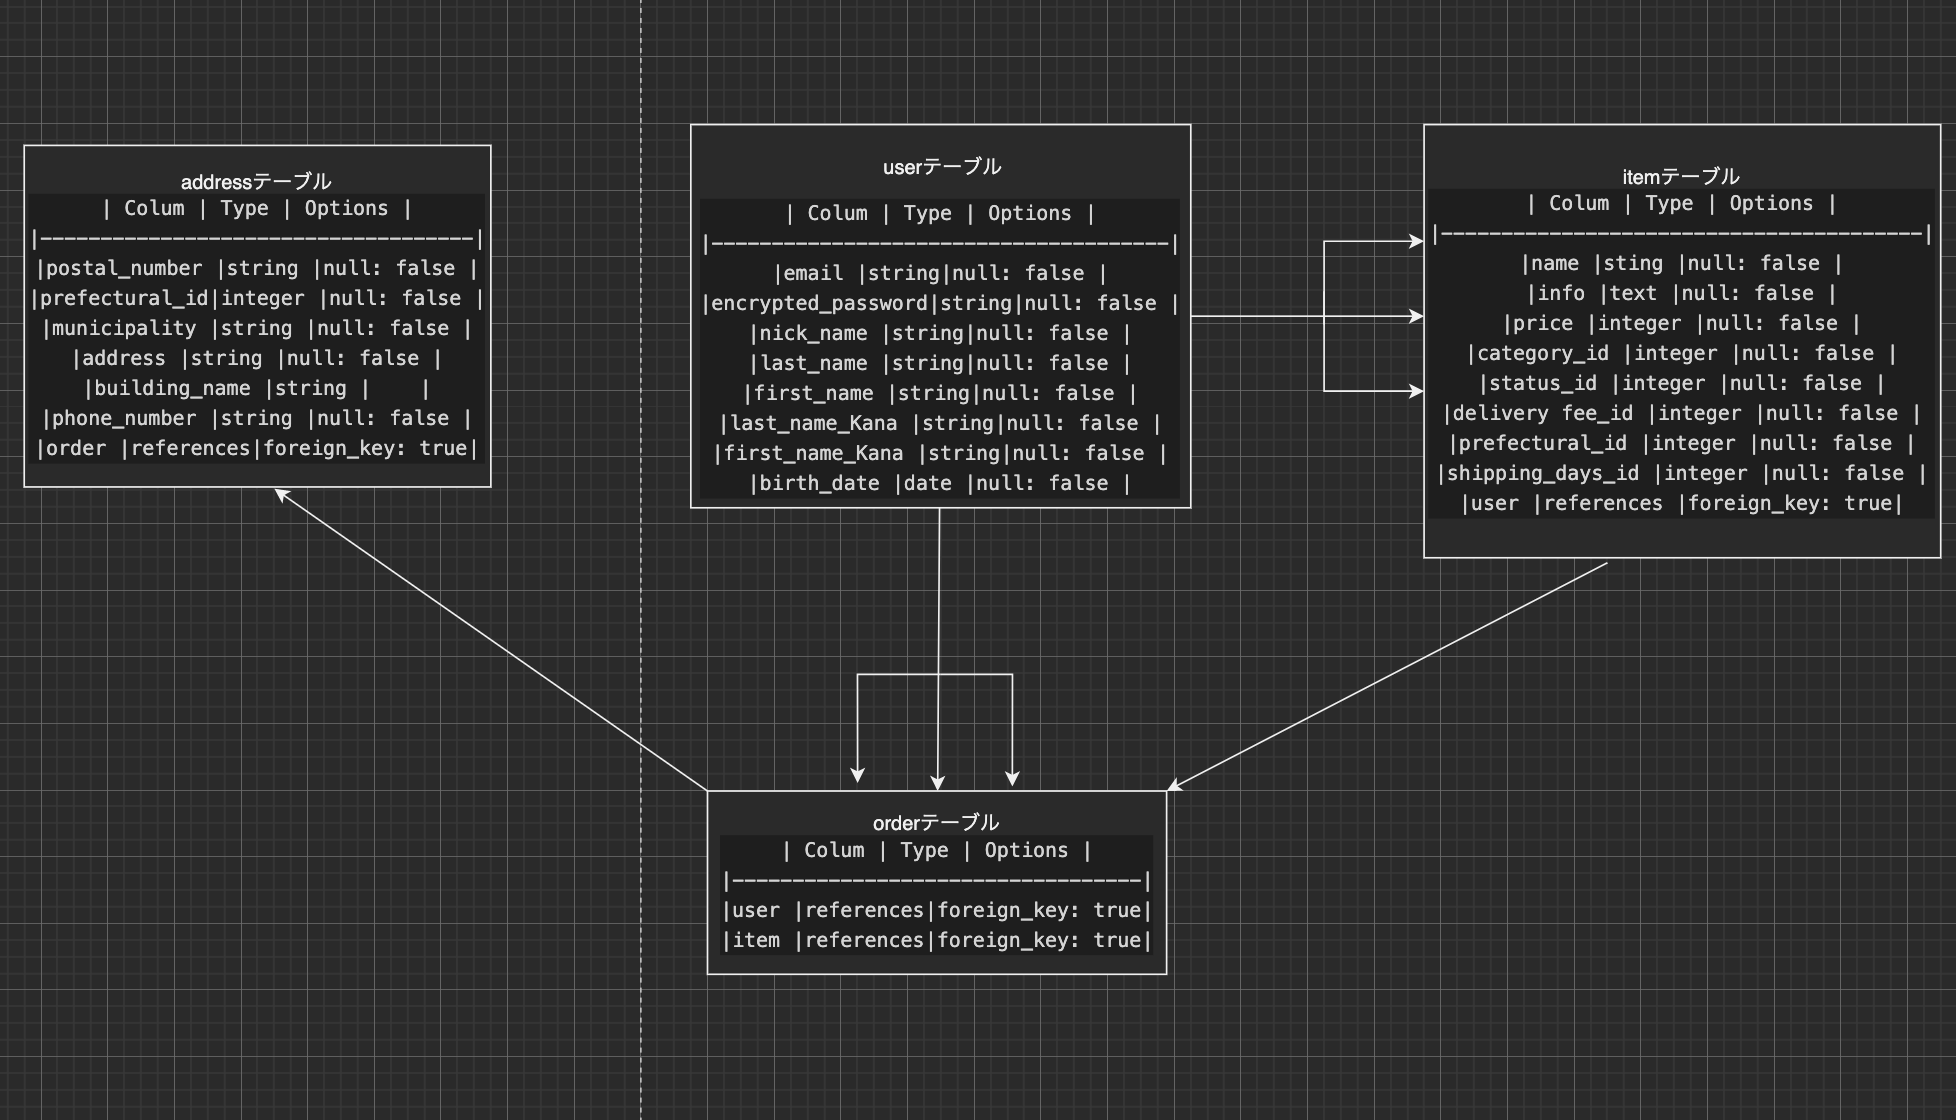 addressテーブル
| Colum | Type | Options |
|------------------------------------|
|postal_number |string |null: false |
|prefectural_id|integer |null: false |
|municipality |string |null: false |
|address |string |null: false |
|building_name |string |    |
|phone_number |string |null: false |
|order |references|foreign_key: true|
userテーブル
| Colum | Type | Options |
|--------------------------------------|
|email |string|null: false |
|encrypted_password|string|null: false |
|nick_name |string|null: false |
|last_name |string|null: false |
|first_name |string|null: false |
|last_name_Kana |string|null: false |
|first_name_Kana |string|null: false |
|birth_date |date |null: false |
itemテーブル
| Colum | Type | Options |
|----------------------------------------|
|name |sting |null: false |
|info |text |null: false |
|price |integer |null: false |
|category_id |integer |null: false |
|status_id |integer |null: false |
|delivery fee_id |integer |null: false |
|prefectural_id |integer |null: false |
|shipping_days_id |integer |null: false |
|user |references |foreign_key: true|
orderテーブル
| Colum | Type | Options |
|----------------------------------|
|user |references|foreign_key: true|
|item |references|foreign_key: true|